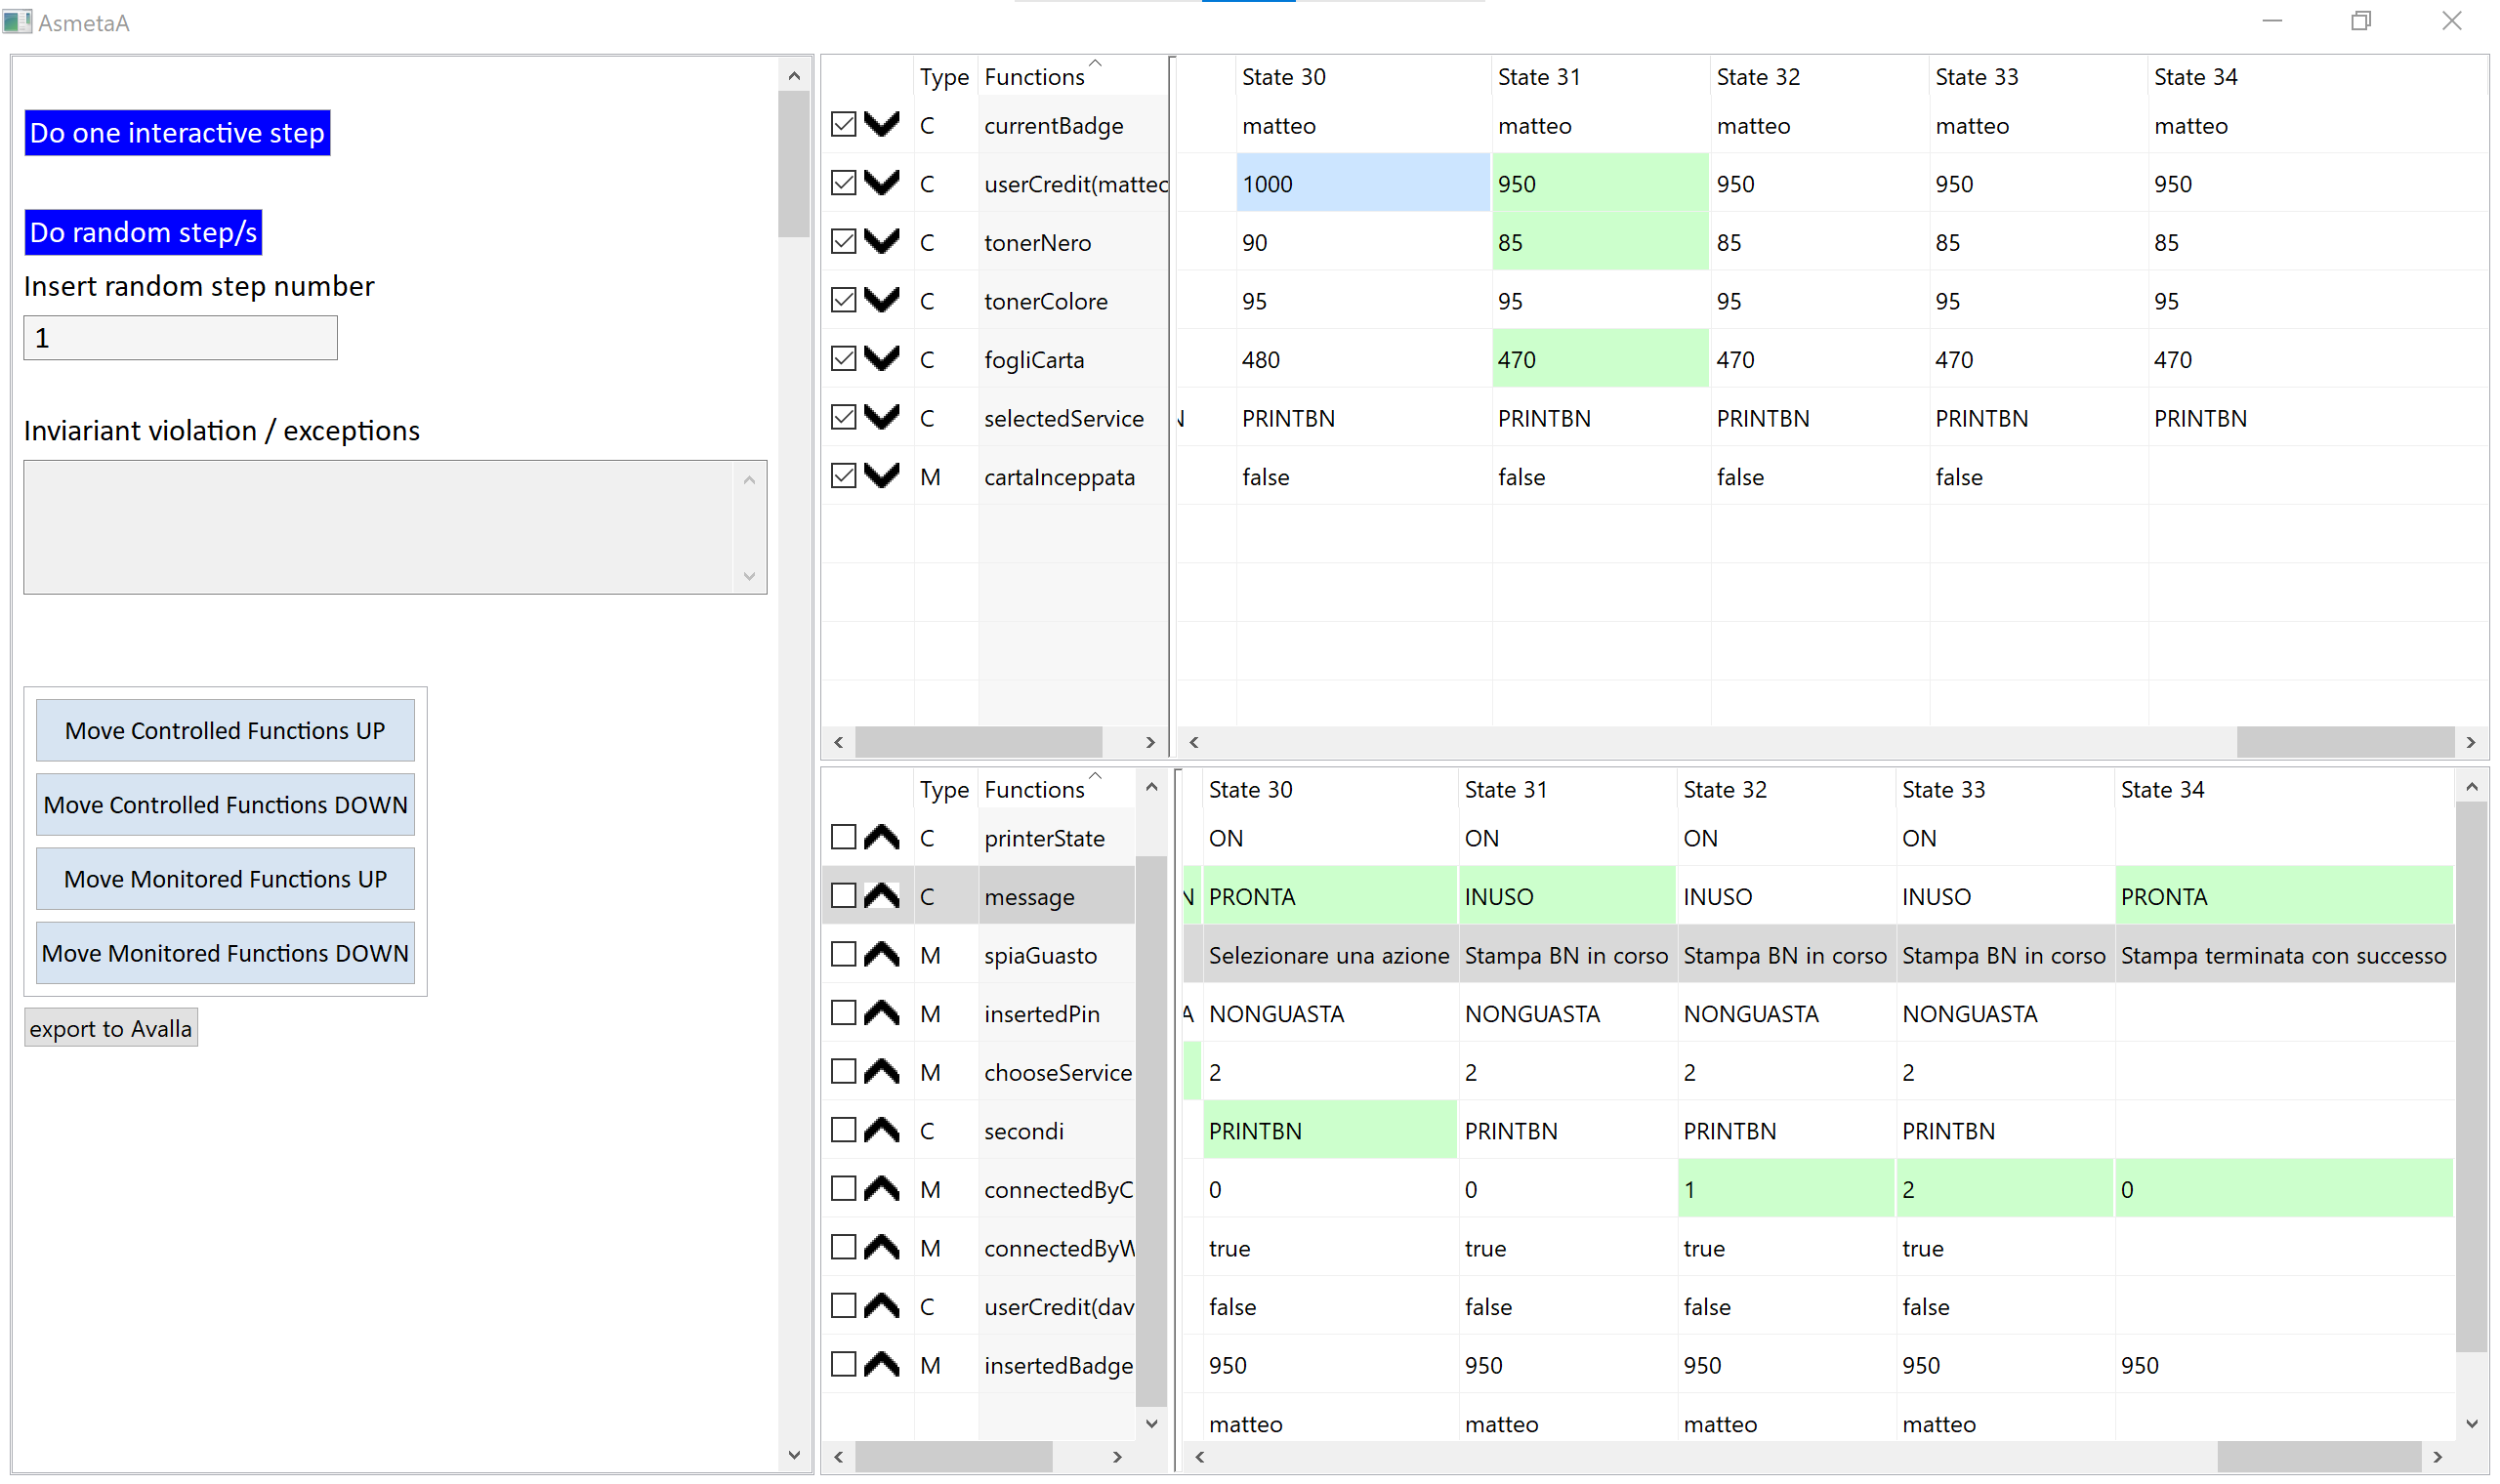 AsmetaA
Do one interactive step
Do random step/s
Insert random step number
1
Inviariant violation / exceptions
Move Controlled Functions UP
Move Controlled Functions DOWN
Move Monitored Functions UP
Move Monitored Functions DOWN
export to Avalla
Type Functions State 30 State 31 State 32 State 33 State 34
C currentBadge matteo matteo matteo matteo matteo
C userCredit(matteo 1000 950 950 950 950
C tonerNero 90 85 85 85 85
C tonerColore 95 95 95 95 95
C fogliCarta 480 470 470 470 470
C selectedService N PRINTBN PRINTBN PRINTBN PRINTBN PRINTBN
M cartaInceppata false false false false
Type Functions State 30 State 31 State 32 State 33 State 34
C printerState ON ON ON ON
C message N PRONTA INUSO INUSO INUSO PRONTA
M spiaGuasto Selezionare una azione Stampa BN in corso Stampa BN in corso Stampa BN in corso Stampa terminata con successo
M insertedPin A NONGUASTA NONGUASTA NONGUASTA NONGUASTA
M chooseService 2 2 2 2
C secondi PRINTBN PRINTBN PRINTBN PRINTBN
M connectedByC 0 0 1 2 0
M connectedByW true true true true
C userCredit(dav false false false false
M insertedBadge 950 950 950 950 950
matteo matteo matteo matteo